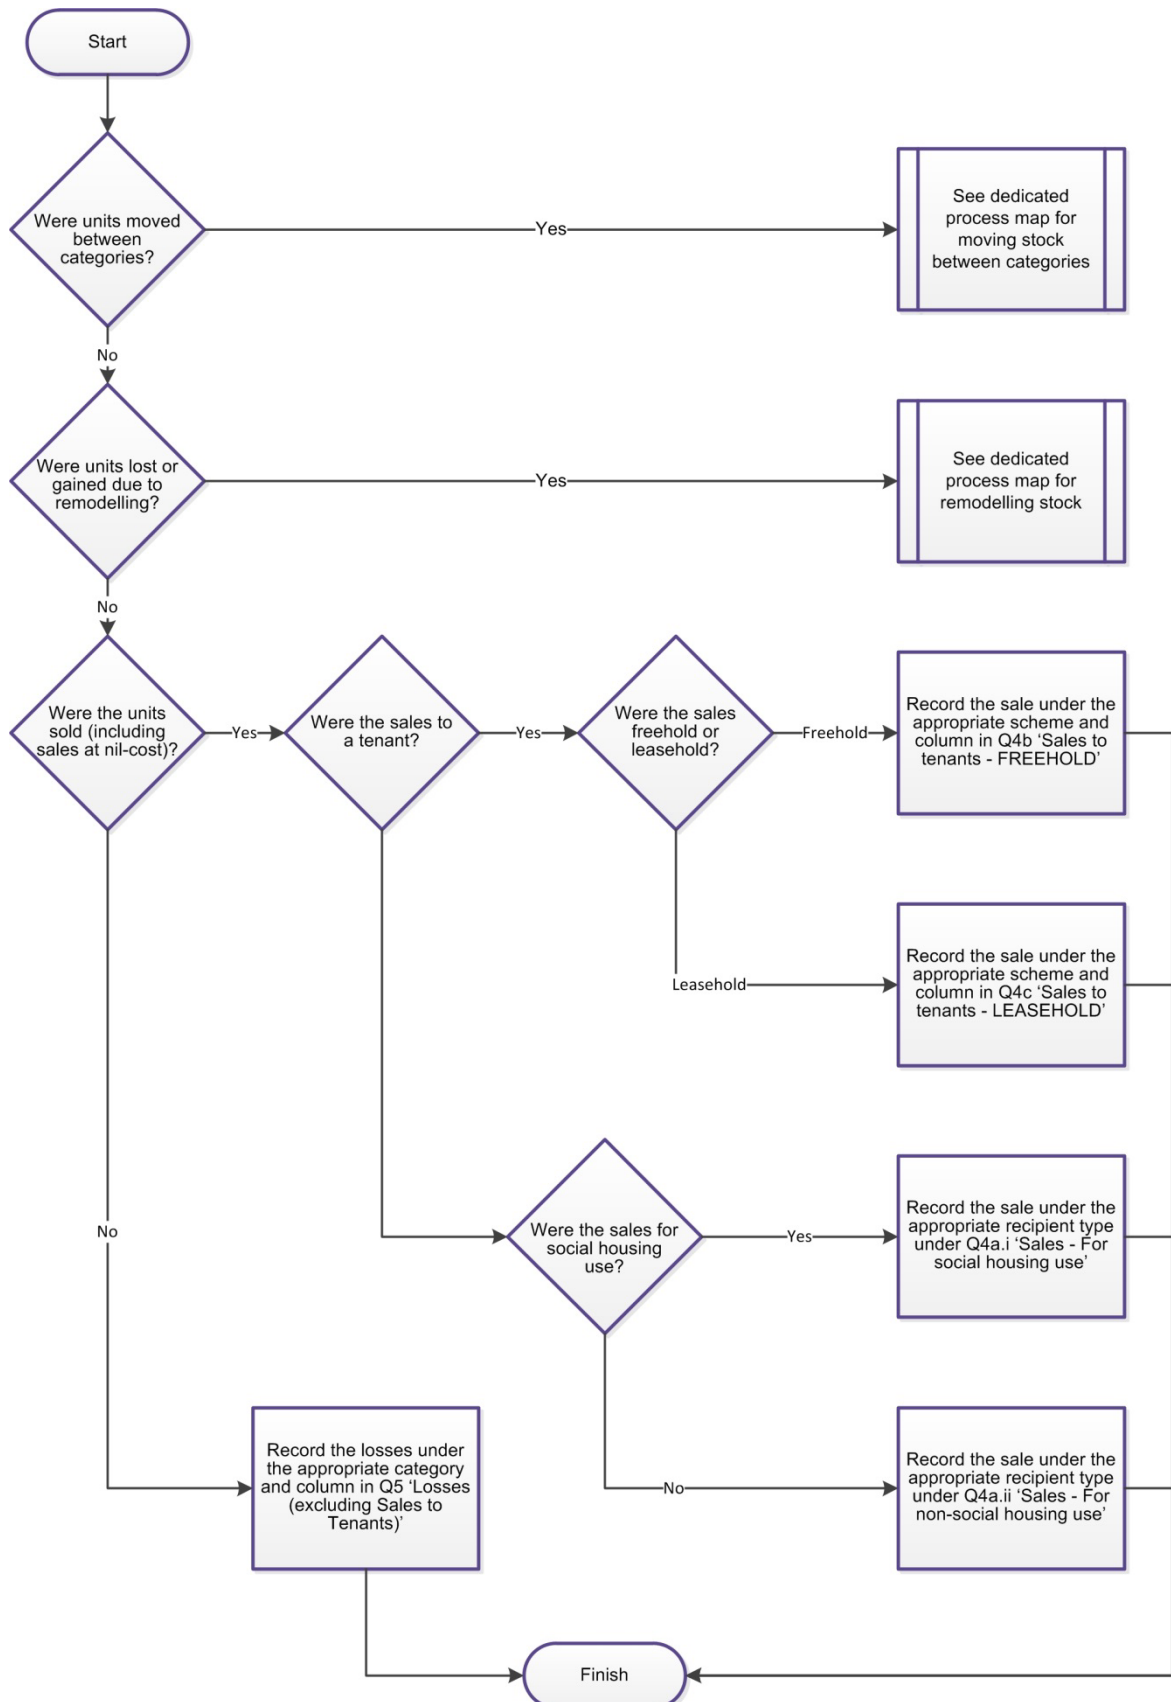 Start
Were units moved
between
categories?
Yes
See dedicated
process map for
moving stock
between categories
No
Were units lost or
gained due to
remodelling?
Yes
See dedicated
process map for
remodelling stock
No
Were the units
sold (including
sales at nil-cost)?
Yes
Were the sales to
a tenant?
Yes
Were the sales
freehold or
leasehold?
Freehold
Record the sale under the
appropriate scheme and
column in Q4b ‘Sales to
tenants - FREEHOLD’
Leasehold
Record the sale under the
appropriate scheme and
column in Q4c ‘Sales to
tenants - LEASEHOLD’
No
Were the sales for
social housing
use?
Yes
Record the sale under the
appropriate recipient type
under Q4a.i ‘Sales - For
social housing use’
No
Record the sale under the
appropriate recipient type
under Q4a.ii ‘Sales - For
non-social housing use’
Record the losses under
the appropriate category
and column in Q5 ‘Losses
(excluding Sales to
Tenants)’
Finish